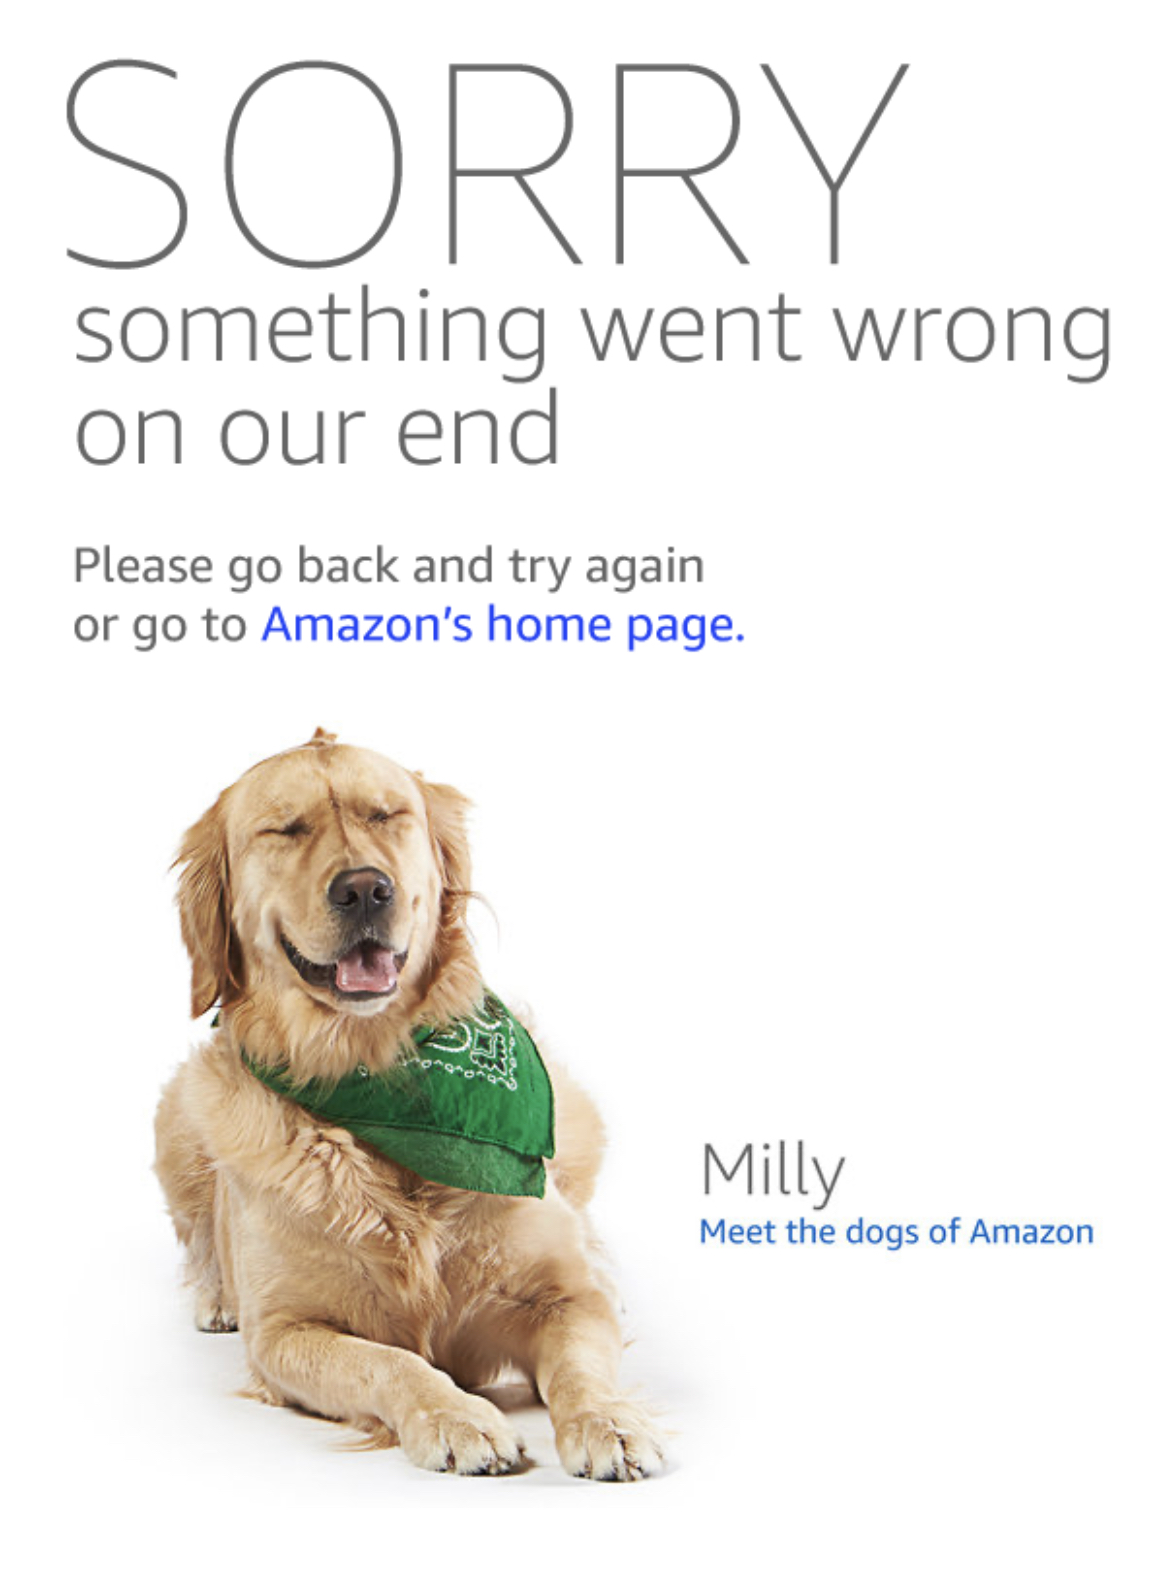 SORRY
something went wrong
on our end
Please go back and try again
or go to Amazon’s home page.
Milly
Meet the dogs of Amazon